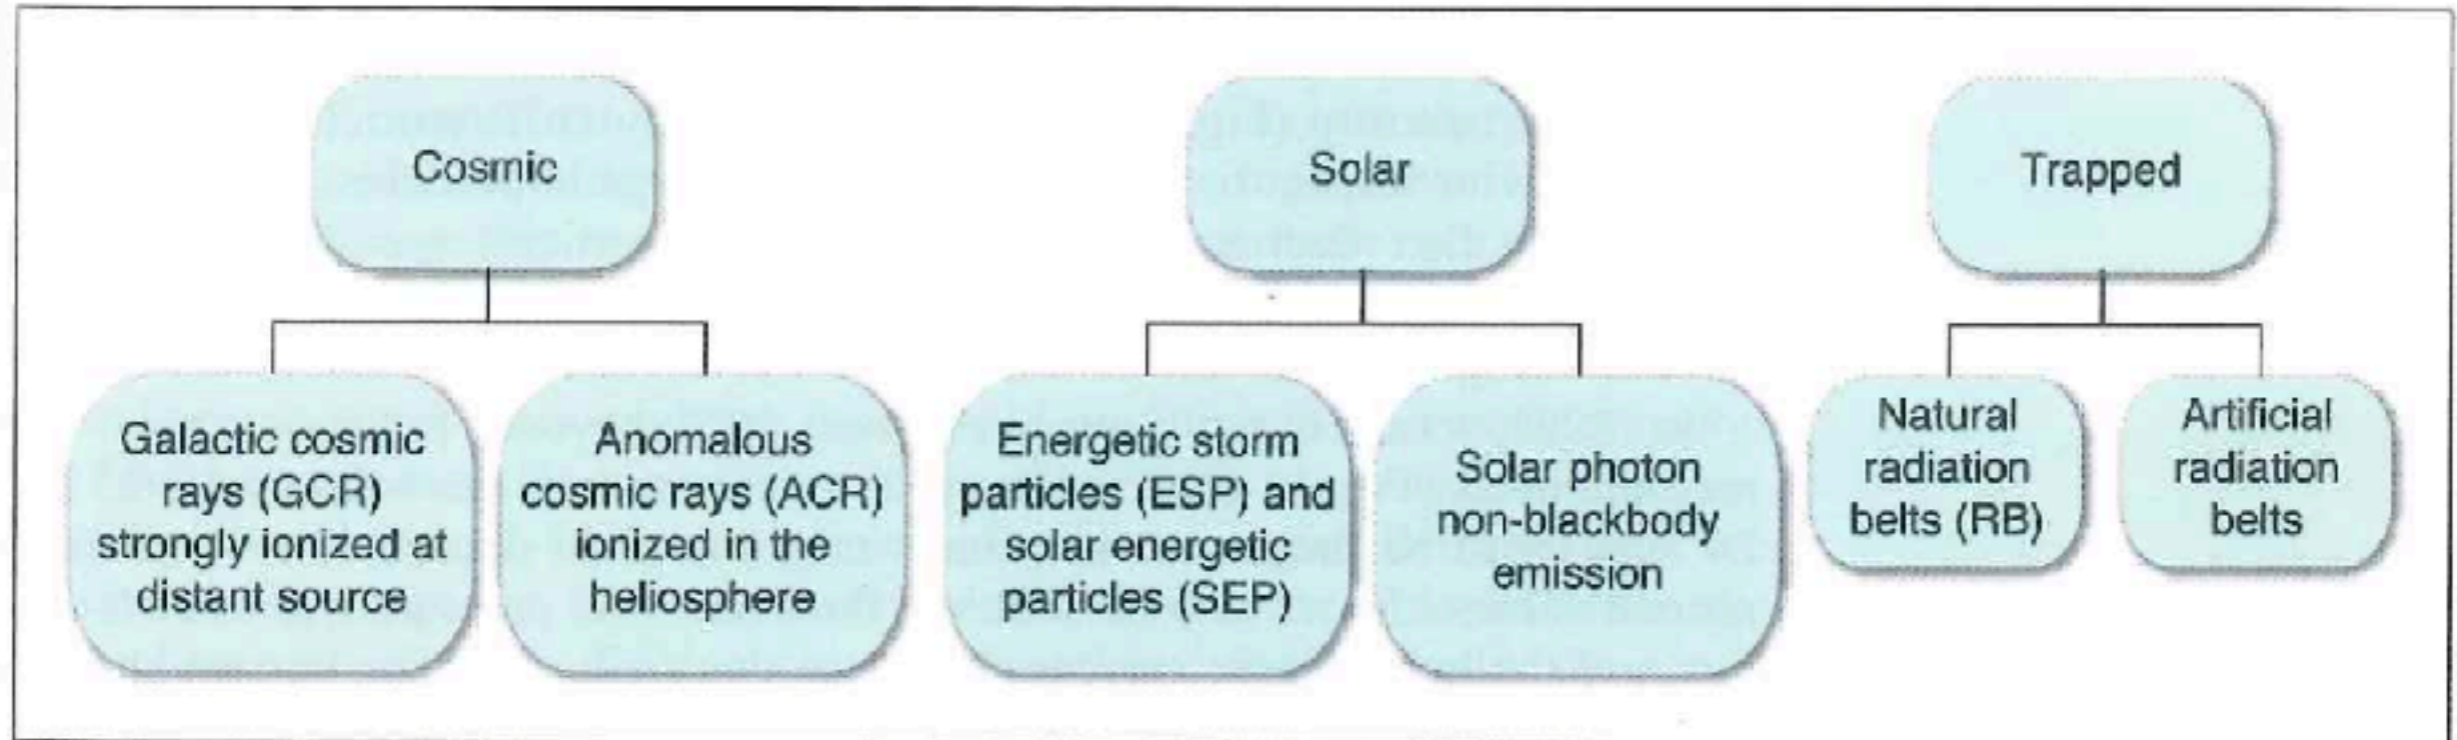 Cosmic
Solar
Trapped
Galactic cosmic
rays (GCR)
strongly ionized at
distant source
Anomalous
cosmic rays (ACR)
ionized in the
heliosphere
Energetic storm
particles (ESP) and
solar energetic
particles (SEP)
Solar photon
non-blackbody
emission
Natural
radiation
belts (RB)
Artificial
radiation
belts